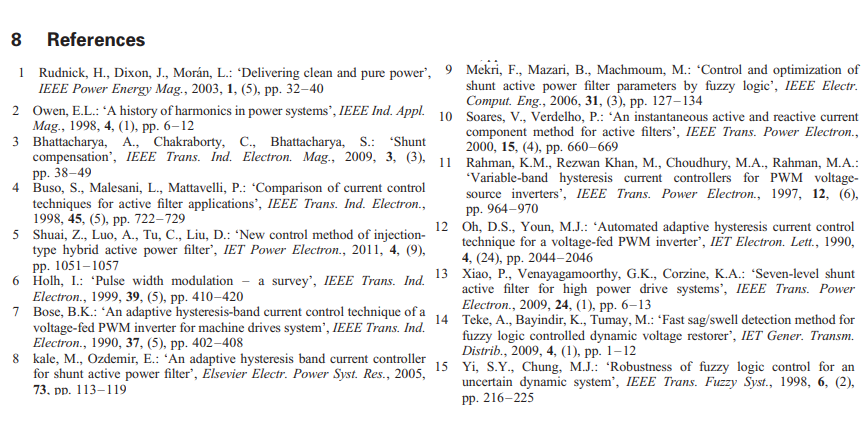 8 References
1 Rudnick, H., Dixon, J., Morán, L.: ‘Delivering clean and pure power’,
IEEE Power Energy Mag., 2003, 1, (5), pp. 32–40
2 Owen, E.L.: ‘A history of harmonics in power systems’, IEEE Ind. Appl.
Mag., 1998, 4, (1), pp. 6–12
3 Bhattacharya, A., Chakraborty, C., Bhattacharya, S.: ‘Shunt
compensation’, IEEE Trans. Ind. Electron. Mag., 2009, 3, (3),
pp. 38–49
4 Buso, S., Malesani, L., Mattavelli, P.: ‘Comparison of current control
techniques for active filter applications’, IEEE Trans. Ind. Electron.,
1998, 45, (5), pp. 722–729
5 Shuai, Z., Luo, A., Tu, C., Liu, D.: ‘New control method of injection-
type hybrid active power filter’, IET Power Electron., 2011, 4, (9),
pp. 1051–1057
6 Holh, I.: ‘Pulse width modulation – a survey’, IEEE Trans. Ind.
Electron., 1999, 39, (5), pp. 410–420
7 Bose, B.K.: ‘An adaptive hysteresis-band current control technique of a
voltage-fed PWM inverter for machine drives system’, IEEE Trans. Ind.
Electron., 1990, 37, (5), pp. 402–408
8 kale, M., Ozdemir, E.: ‘An adaptive hysteresis band current controller
for shunt active power filter’, Elsevier Electr. Power Syst. Res., 2005,
73, pp. 113–119
9 Mekri, F., Mazari, B., Machmoum, M.: ‘Control and optimization of
shunt active power filter parameters by fuzzy logic’, IEEE Electr.
Comput. Eng., 2006, 31, (3), pp. 127–134
10 Soares, V., Verdelho, P.: ‘An instantaneous active and reactive current
component method for active filters’, IEEE Trans. Power Electron.,
2000, 15, (4), pp. 660–669
11 Rahman, K.M., Rezwan Khan, M., Choudhury, M.A., Rahman, M.A.:
‘Variable-band hysteresis current controllers for PWM voltage-
source inverters’, IEEE Trans. Power Electron., 1997, 12, (6),
pp. 964–970
12 Oh, D.S., Youn, M.J.: ‘Automated adaptive hysteresis current control
technique for a voltage-fed PWM inverter’, IET Electron. Lett., 1990,
4, (24), pp. 2044–2046
13 Xiao, P., Venayagamoorthy, G.K., Corzine, K.A.: ‘Seven-level shunt
active filter for high power drive systems’, IEEE Trans. Power
Electron., 2009, 24, (1), pp. 6–13
14 Teke, A., Bayindir, K., Tumay, M.: ‘Fast sag/swell detection method for
fuzzy logic controlled dynamic voltage restorer’, IET Gener. Transm.
Distrib., 2009, 4, (1), pp. 1–12
15 Yi, S.Y., Chung, M.J.: ‘Robustness of fuzzy logic control for an
uncertain dynamic system’, IEEE Trans. Fuzzy Syst., 1998, 6, (2),
pp. 216–225